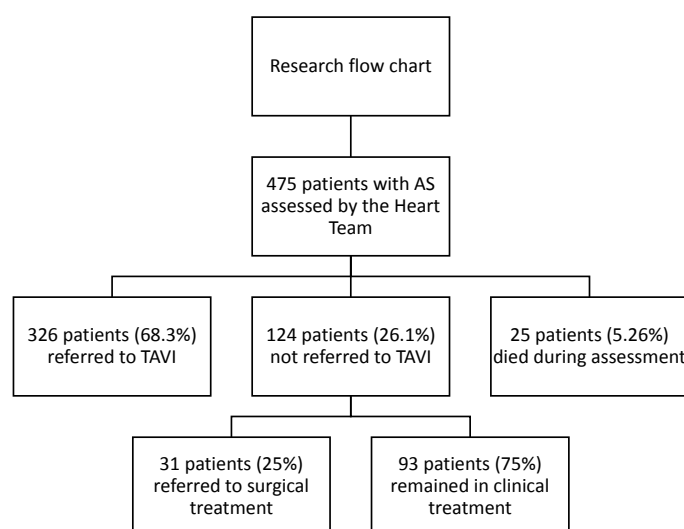 Research flow chart
475 patients with AS
assessed by the Heart
Team
326 patients (68.3%)
referred to TAVI
124 patients (26.1%)
not referred to TAVI
25 patients (5.26%)
died during assessment
31 patients (25%)
referred to surgical
treatment
93 patients (75%)
remained in clinical
treatment